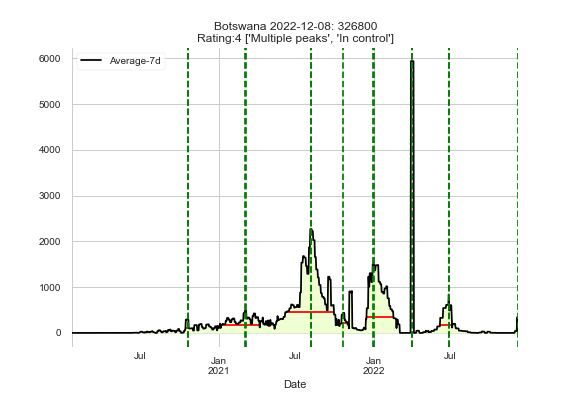 Botswana 2022-12-08: 326800
Rating:4 ['Multiple peaks', 'In control']
Average-7d
6000
5000
4000
3000
2000
1000
0
Jul
Jan
2021
Jul
Jan
2022
Jul
Date